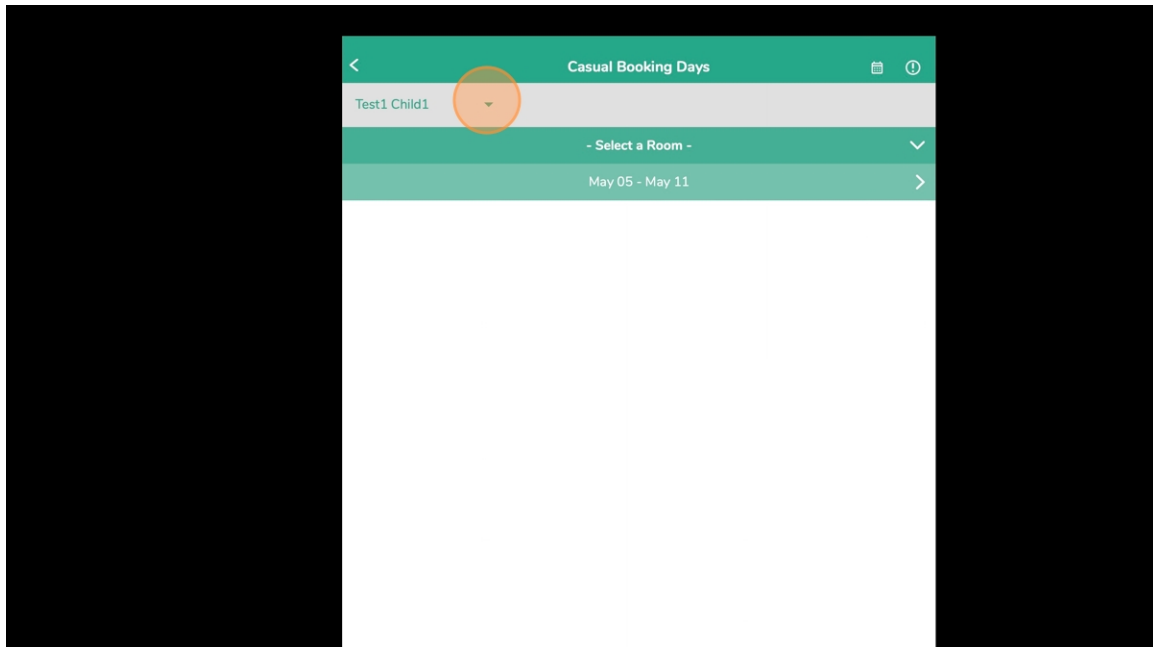 Casual Booking Days
Test1 Child1
- Select a Room -
May 05 - May 11